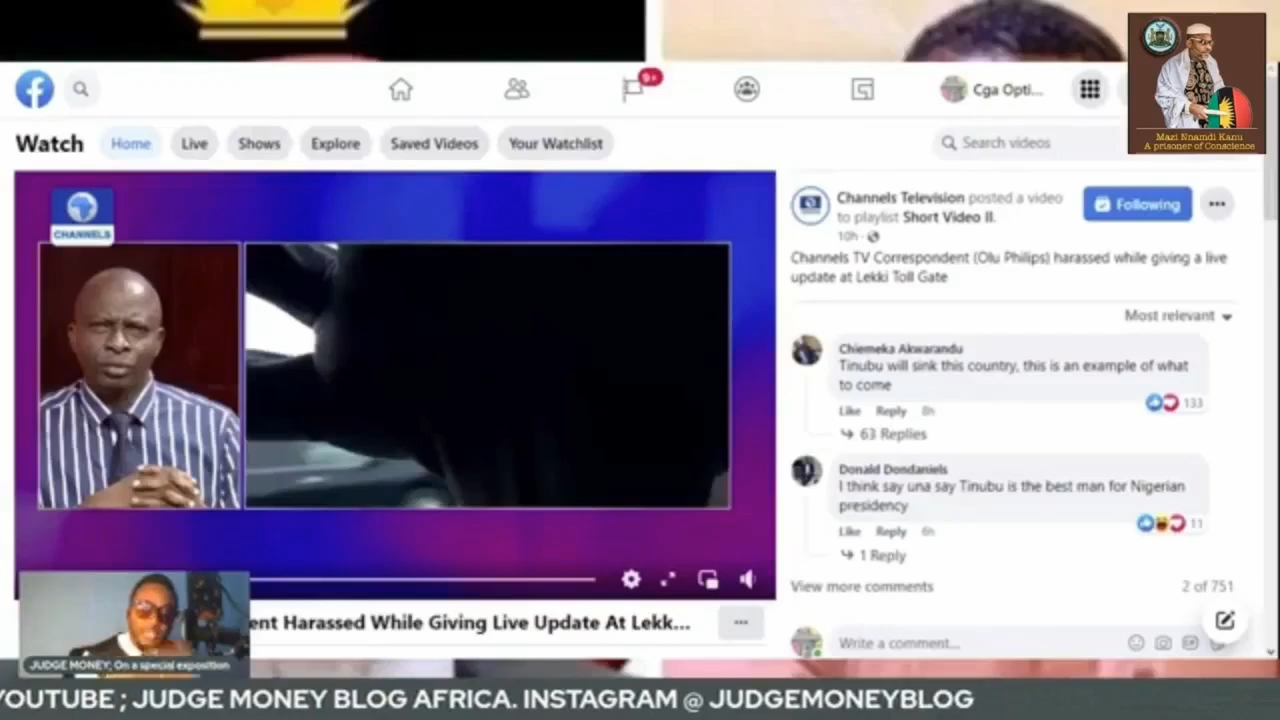 9+
Cga Opti...
Mazi Nnamdi Kanu
A prisoner of Conscience
Watch
Home
Live
Shows
Explore
Saved Videos
Your Watchlist
Search videos
CHANNELS
Channels Television posted a video
to playlist Short Video II.
10h ·
Following
Channels TV Correspondent (Olu Philips) harassed while giving a live
update at Lekki Toll Gate
Most relevant
Chiemeka Akwarandu
Tinubu will sink this country, this is an example of what
to come
133
Like Reply 8h
63 Replies
Donald Dondaniels
I think say una say Tinubu is the best man for Nigerian
presidency
11
Like Reply 6h
1 Reply
View more comments
2 of 751
Write a comment...
ent Harassed While Giving Live Update At Lekk...
JUDGE MONEY; On a special exposition
YOUTUBE ; JUDGE MONEY BLOG AFRICA. INSTAGRAM @ JUDGEMONEYBLOG